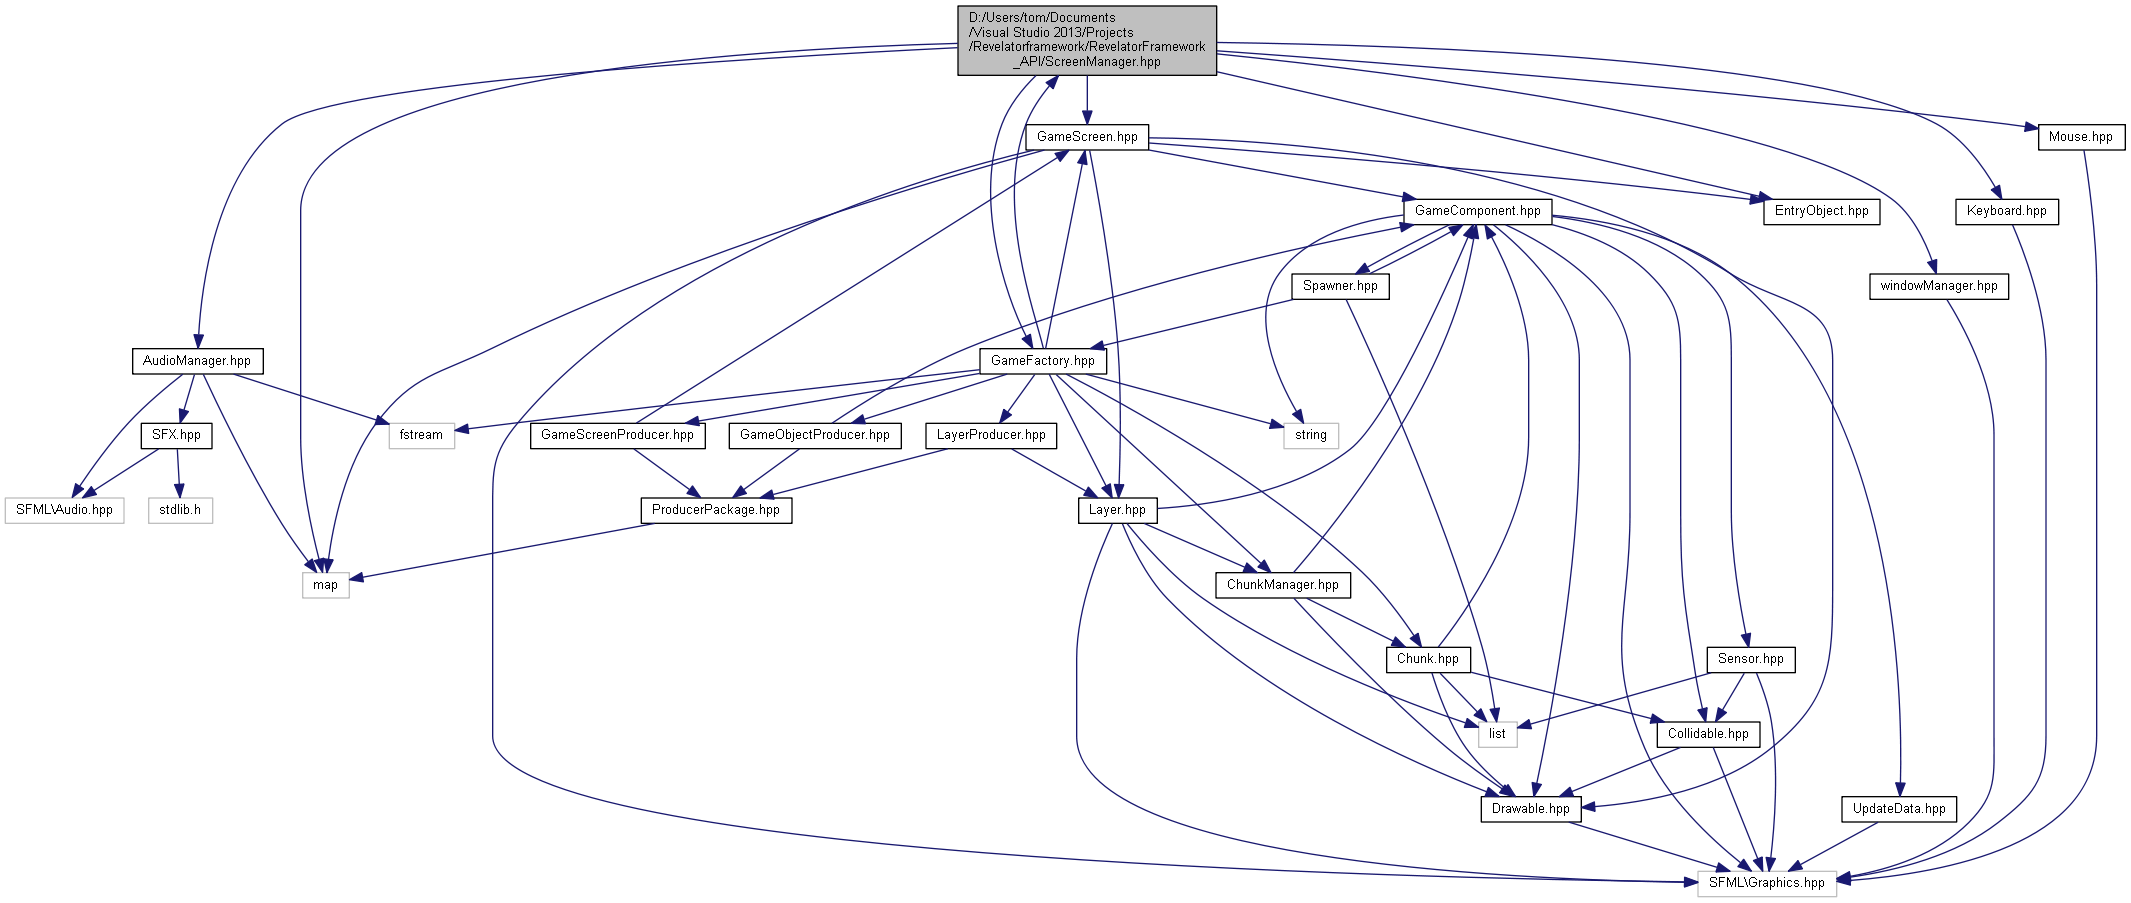 D:/Users/tom/Documents
/Visual Studio 2013/Projects
/Revelatorframework/RevelatorFramework
_API/ScreenManager.hpp
GameScreen.hpp
Mouse.hpp
GameComponent.hpp
EntryObject.hpp
Keyboard.hpp
Spawner.hpp
windowManager.hpp
AudioManager.hpp
GameFactory.hpp
SFX.hpp
fstream
GameScreenProducer.hpp
GameObjectProducer.hpp
LayerProducer.hpp
string
SFML\Audio.hpp
stdlib.h
ProducerPackage.hpp
Layer.hpp
map
ChunkManager.hpp
Chunk.hpp
Sensor.hpp
list
Collidable.hpp
Drawable.hpp
UpdateData.hpp
SFML\Graphics.hpp